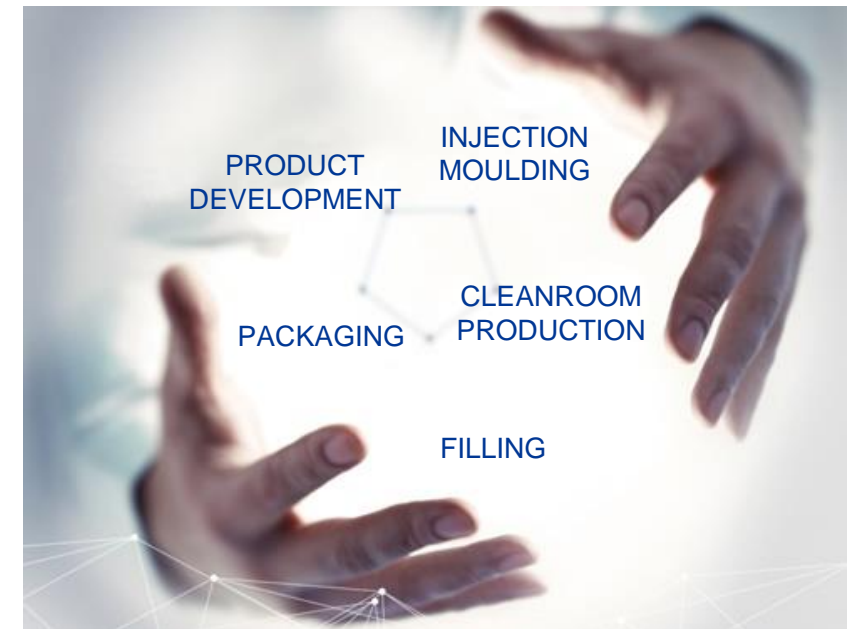 PRODUCT
DEVELOPMENT
INJECTION
MOULDING
CLEANROOM
PRODUCTION
PACKAGING
FILLING